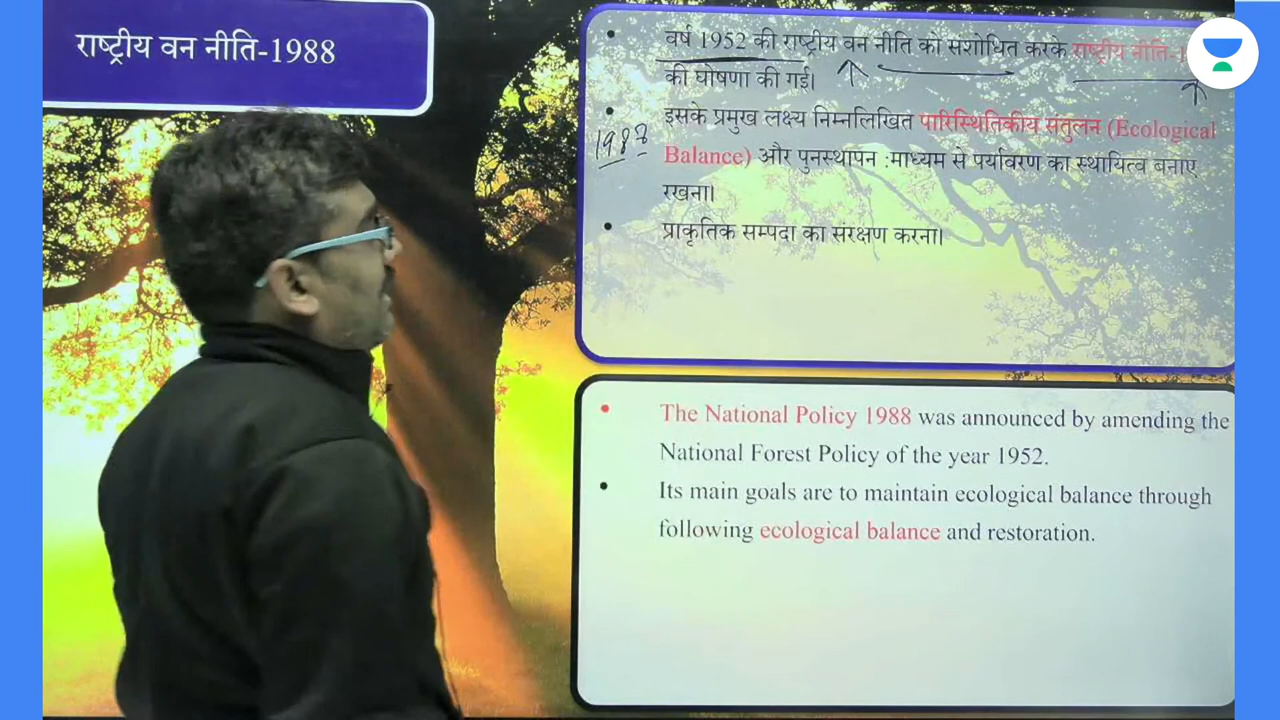 राष्ट्रीय वन नीति-1988
वर्ष 1952 की राष्ट्रीय वन नीति को संशोधित करके राष्ट्रीय नीति-1
की घोषणा की गई।
इसके प्रमुख लक्ष्य निम्नलिखित पारिस्थितिकीय संतुलन (Ecological
Balance) और पुनस्थापन :माध्यम से पर्यावरण का स्थायित्व बनाए
रखना।
प्राकृतिक सम्पदा का संरक्षण करना।
The National Policy 1988 was announced by amending the
National Forest Policy of the year 1952.
Its main goals are to maintain ecological balance through
following ecological balance and restoration.